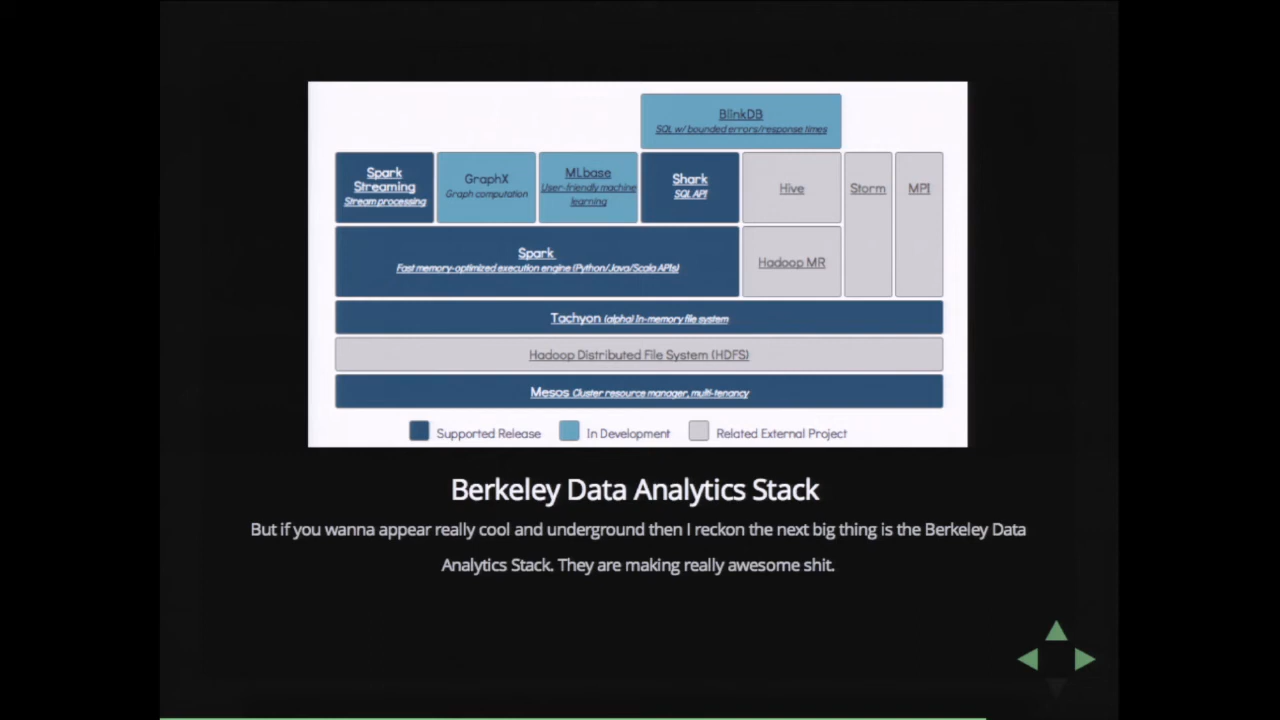 BlinkDB
SQL w/ bounded errors/response times
Spark
Streaming
Stream processing
GraphX
Graph computation
MLbase
User-friendly machine
learning
Shark
SQL API
Hive
Storm
MPI
Spark
Fast memory-optimized execution engine (Python/Java/Scala APIs)
Hadoop MR
Tachyon (alpha) In-memory file system
Hadoop Distributed File System (HDFS)
Mesos Cluster resource manager, multi-tenancy
Supported Release In Development Related External Project
Berkeley Data Analytics Stack
But if you wanna appear really cool and underground then I reckon the next big thing is the Berkeley Data
Analytics Stack. They are making really awesome shit.